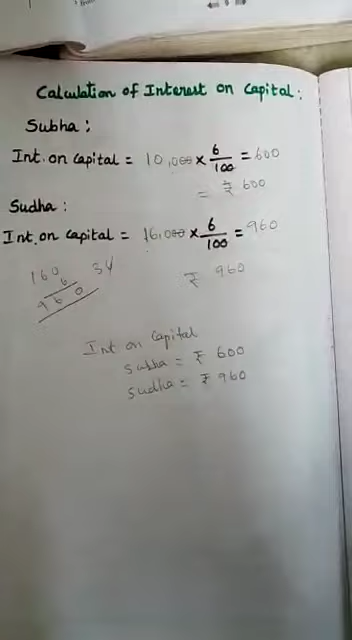 Calculation of Interest on Capital:
Subha:
Int. on capital = 10,000 × 6/100 = 600
= ₹ 600
Sudha:
Int. on capital = 16,000 × 6/100 = 960
₹ 960
160 34
6
960
Int on Capital
Subha = ₹ 600
Sudha = ₹ 960